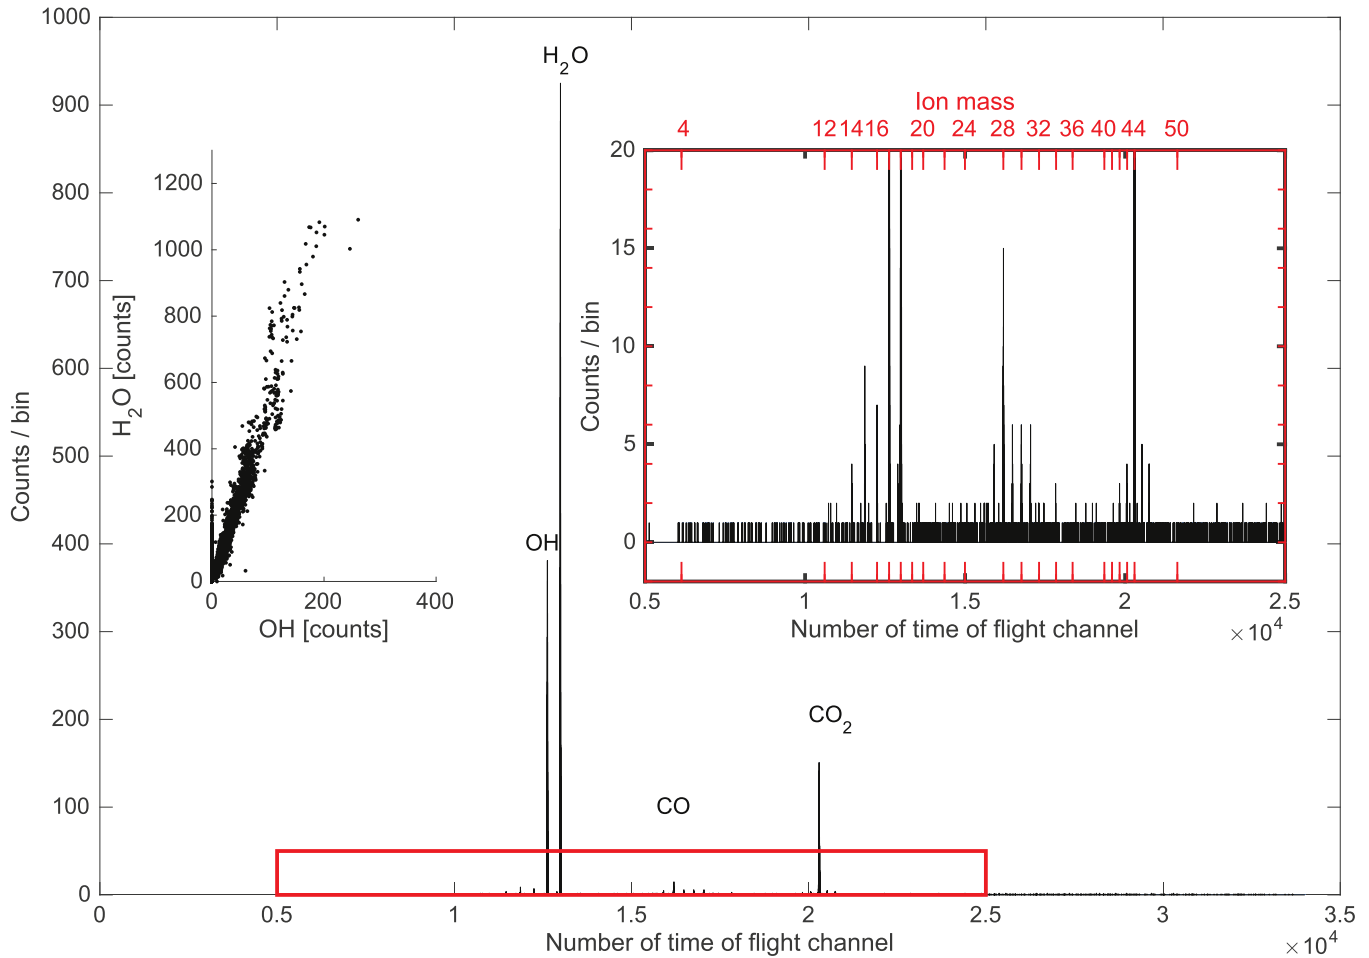 1000
900
800
700
600
500
400
300
200
100
0
Counts / bin
0
0.5
1
1.5
2
2.5
3
3.5
×10⁴
Number of time of flight channel
H₂O
OH
CO
CO₂
1200
1000
800
600
400
200
0
H₂O [counts]
0 200 400
OH [counts]
Ion mass
4 12 14 16 20 24 28 32 36 40 44 50
20
15
10
5
0
Counts / bin
0.5 1 1.5 2 2.5
Number of time of flight channel
×10⁴